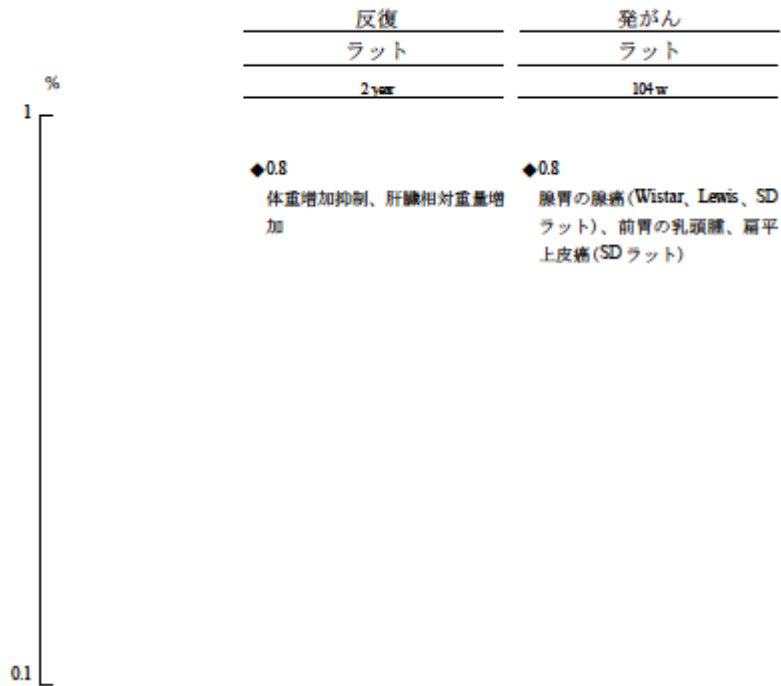 反復
発がん
ラット
ラット
%
2 year
104 w
1
◆0.8
体重増加抑制、肝臓相対重量増
加
◆0.8
腺胃の腺癌(Wistar、Lewis、SD
ラット)、前胃の乳頭腫、扁平
上皮癌(SD ラット)
0.1